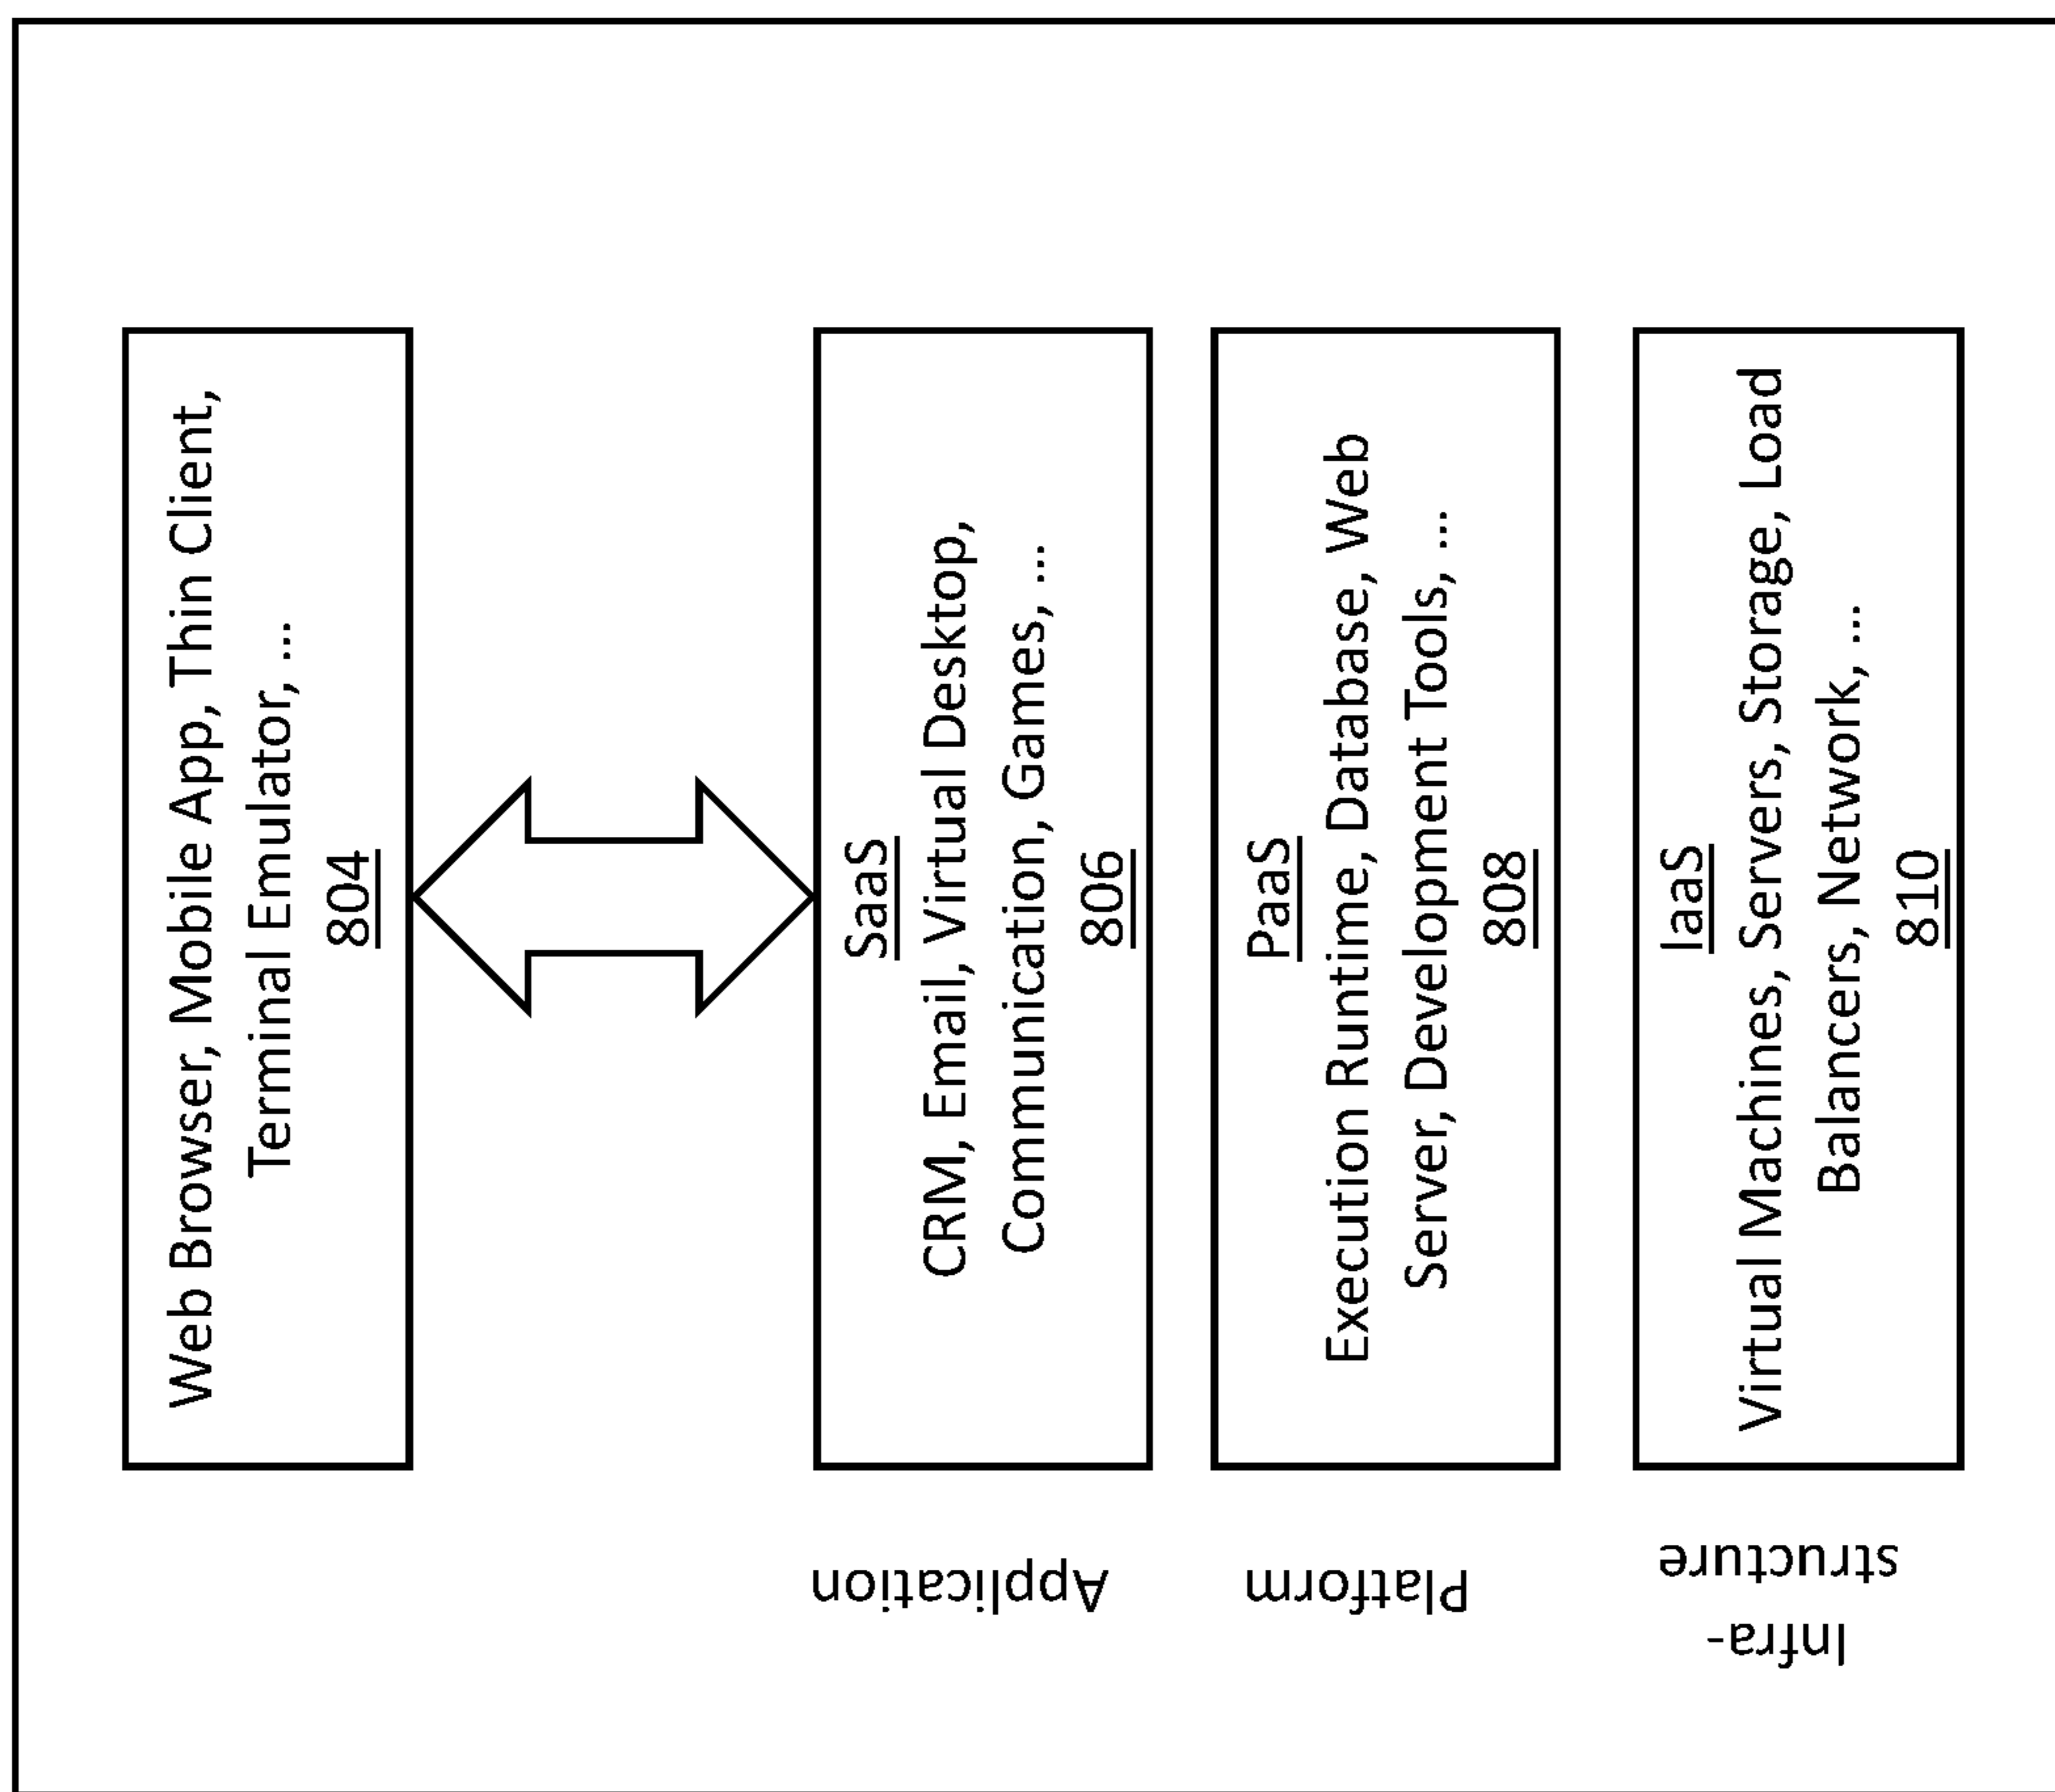 Web Browser, Mobile App, Thin Client,
Terminal Emulator, ...
804
Application
SaaS
CRM, Email, Virtual Desktop,
Communication, Games, ...
806
Platform
PaaS
Execution Runtime, Database, Web
Server, Development Tools, ...
808
Infra-
structure
IaaS
Virtual Machines, Servers, Storage, Load
Balancers, Network, ...
810